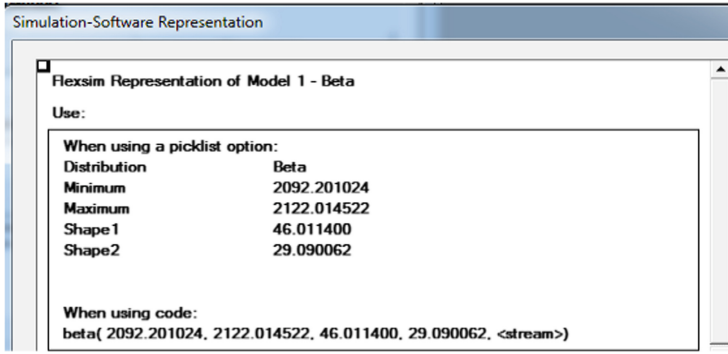 Simulation-Software Representation
Flexsim Representation of Model 1 - Beta
Use:
When using a picklist option:
Distribution Beta
Minimum 2092.201024
Maximum 2122.014522
Shape1 46.011400
Shape2 29.090062
When using code:
beta( 2092.201024, 2122.014522, 46.011400, 29.090062, <stream>)